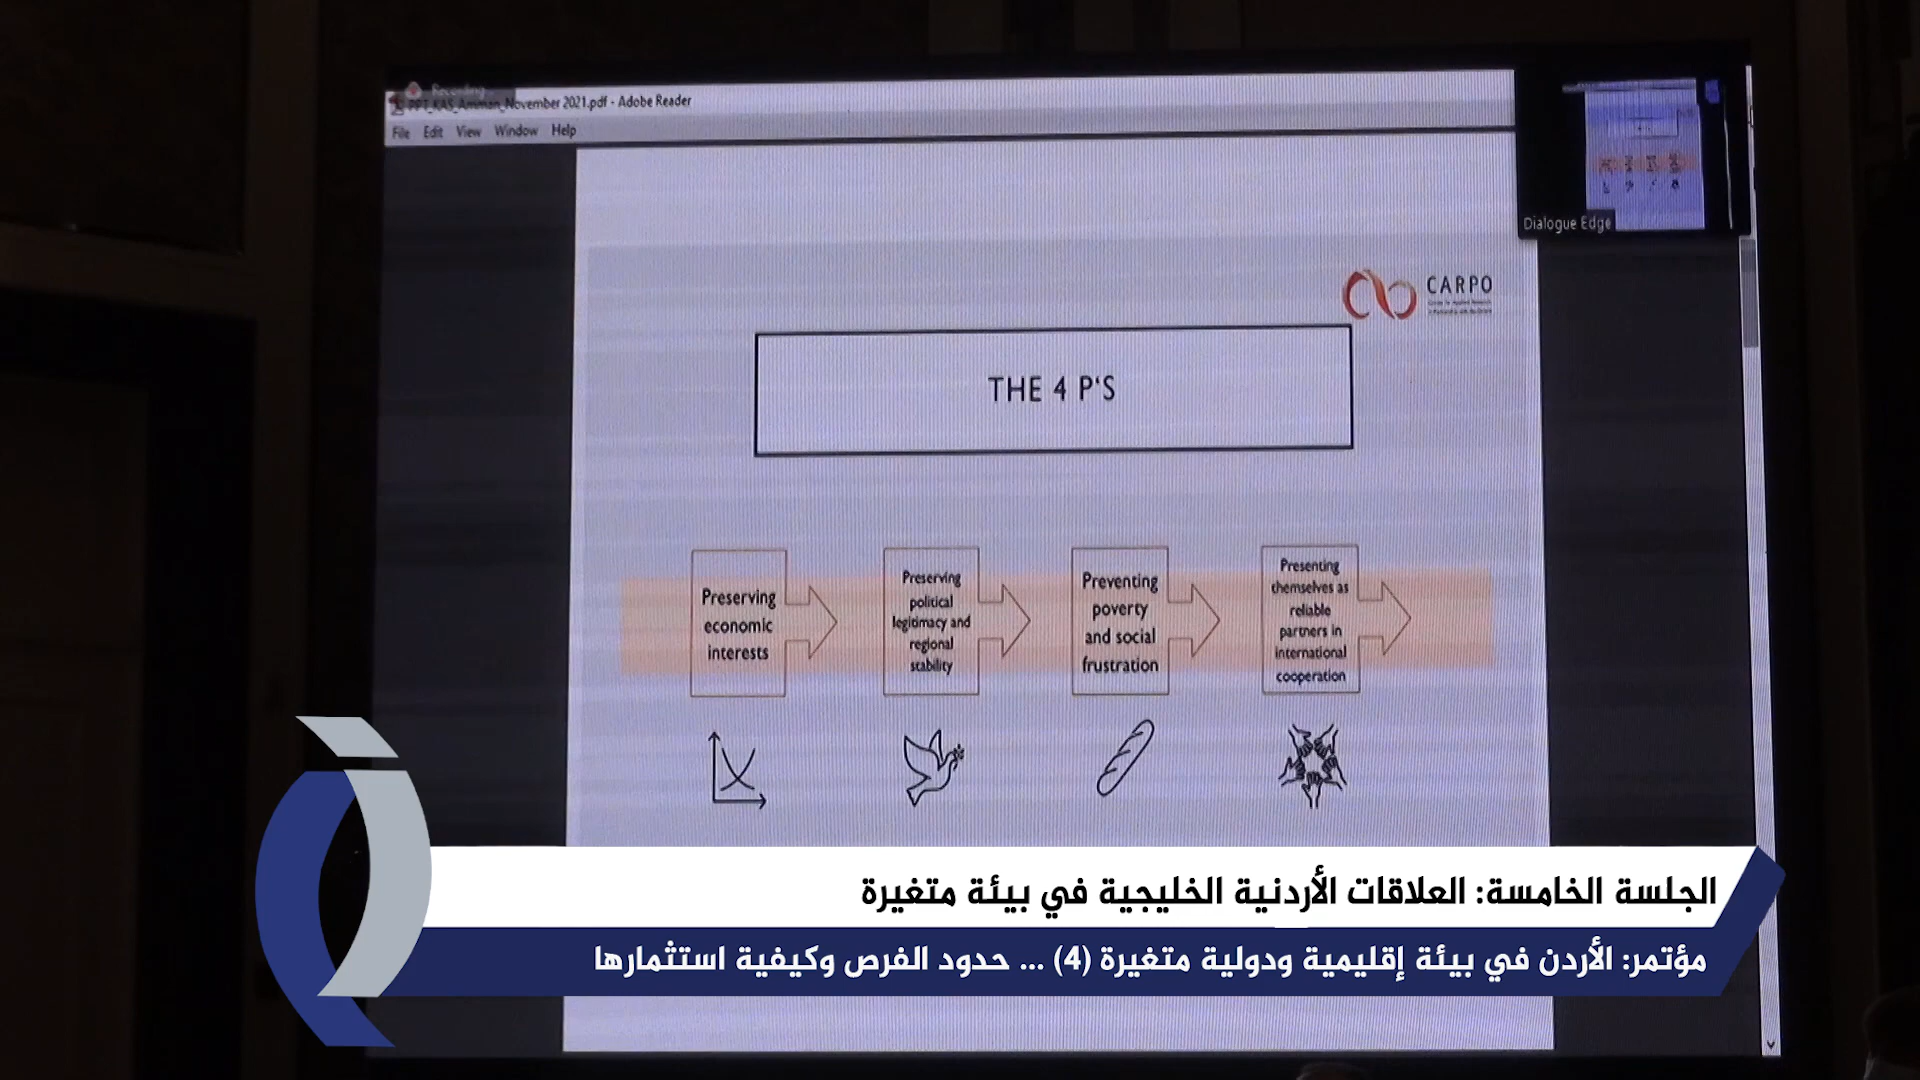 Recording...
PPT_KAS_Amman_November 2021.pdf - Adobe Reader
File Edit View Window Help
Dialogue Edge
CARPO
THE 4 P'S
Preserving
economic
interests
Preserving
political
legitimacy and
regional
stability
Preventing
poverty
and social
frustration
Presenting
themselves as
reliable
partners in
international
cooperation
الجلسة الخامسة: العلاقات الأردنية الخليجية في بيئة متغيرة
مؤتمر: الأردن في بيئة إقليمية ودولية متغيرة (4) ... حدود الفرص وكيفية استثمارها